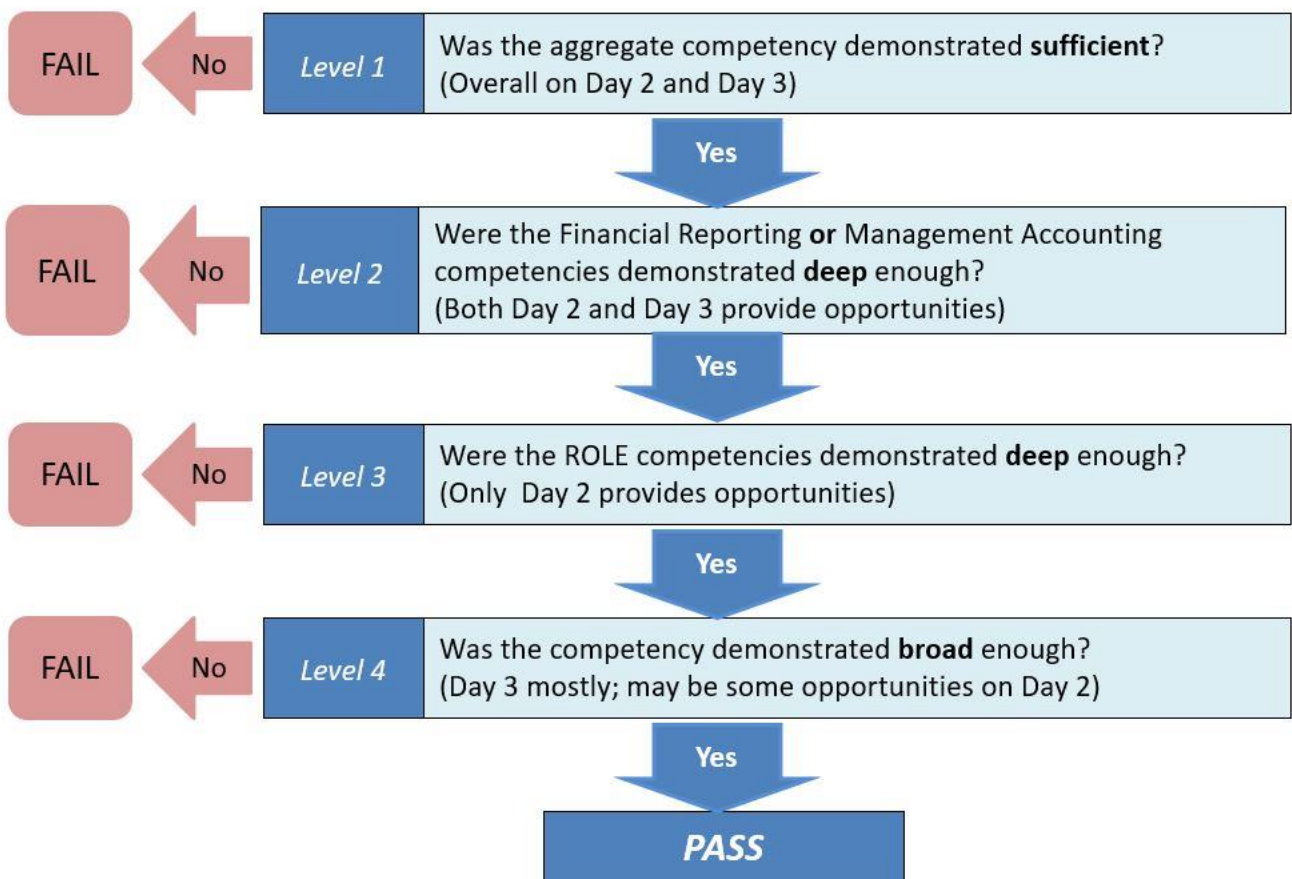 FAIL
No
Level 1
Was the aggregate competency demonstrated sufficient?
(Overall on Day 2 and Day 3)
Yes
FAIL
No
Level 2
Were the Financial Reporting or Management Accounting
competencies demonstrated deep enough?
(Both Day 2 and Day 3 provide opportunities)
Yes
FAIL
No
Level 3
Were the ROLE competencies demonstrated deep enough?
(Only Day 2 provides opportunities)
Yes
FAIL
No
Level 4
Was the competency demonstrated broad enough?
(Day 3 mostly; may be some opportunities on Day 2)
Yes
PASS